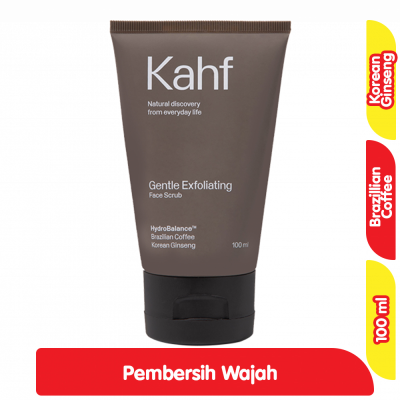 Kahf
Natural discovery
from everyday life
Gentle Exfoliating
Face Scrub
HydroBalance™
Brazilian Coffee
Korean Ginseng
100 ml
Korean
Ginseng
Brazillian
Coffee
100 ml
Pembersih Wajah